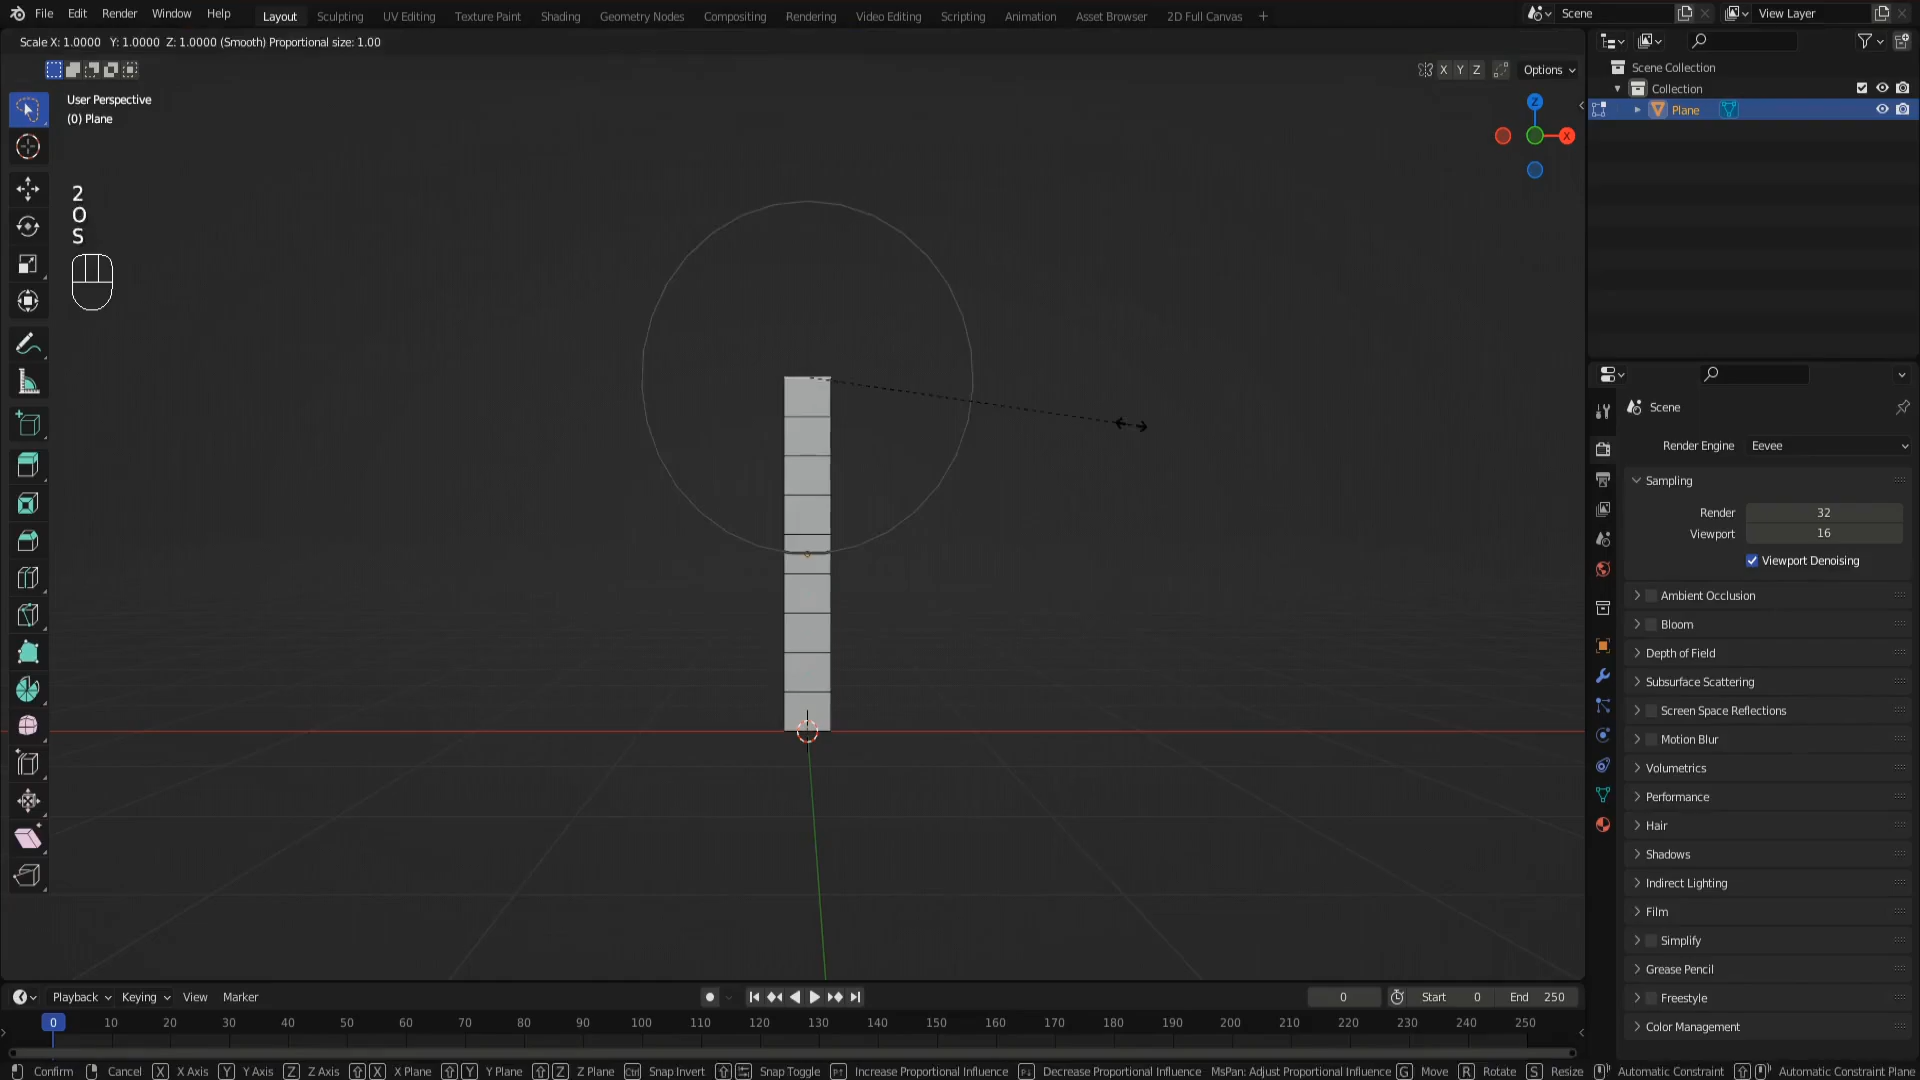 File Edit Render Window Help Layout Sculpting UV Editing Texture Paint Shading Geometry Nodes Compositing Rendering Video Editing Scripting Animation Asset Browser 2D Full Canvas + Scene View Layer
Scale X: 1.0000 Y: 1.0000 Z: 1.0000 (Smooth) Proportional size: 1.00
X Y Z Options
User Perspective
(0) Plane
Z
X
2
O
S
Scene Collection
Collection
Plane
Scene
Render Engine Eevee
Sampling
Render 32
Viewport 16
Viewport Denoising
Ambient Occlusion
Bloom
Depth of Field
Subsurface Scattering
Screen Space Reflections
Motion Blur
Volumetrics
Performance
Hair
Shadows
Indirect Lighting
Film
Simplify
Grease Pencil
Freestyle
Color Management
Playback Keying View Marker 0 Start 0 End 250
0 10 20 30 40 50 60 70 80 90 100 110 120 130 140 150 160 170 180 190 200 210 220 230 240 250
Confirm Cancel X X Axis Y Y Axis Z Z Axis X X Plane Y Y Plane Z Z Plane Ctrl Snap Invert Snap Toggle Increase Proportional Influence Decrease Proportional Influence MsPan: Adjust Proportional Influence G Move R Rotate S Resize Automatic Constraint Automatic Constraint Plane